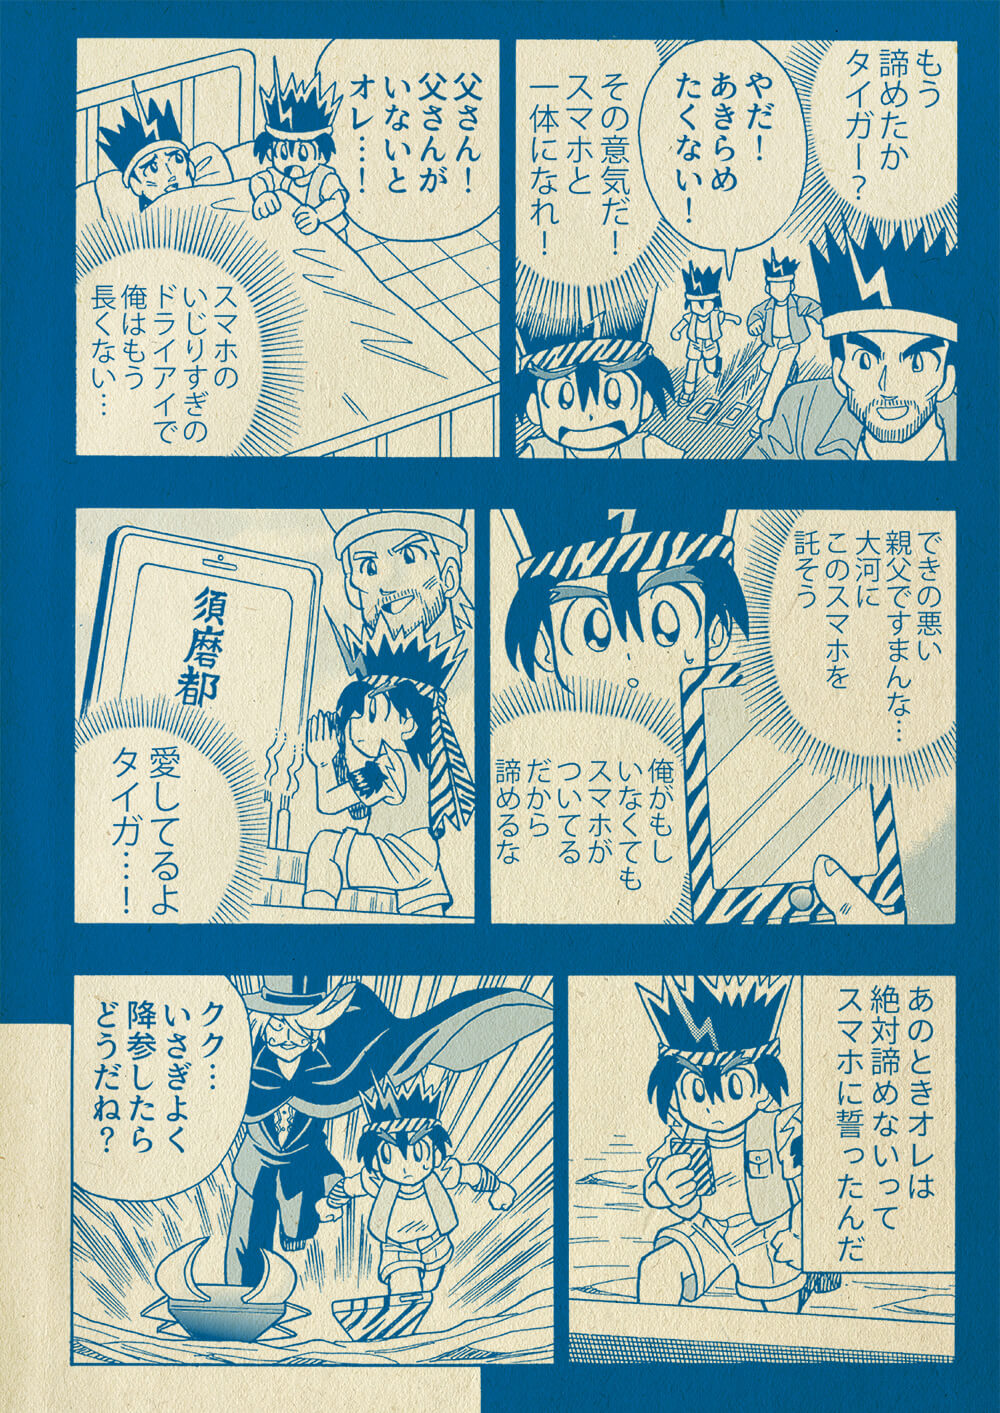 もう
諦めたか
タイガー?
やだ!
あきらめ
たくない!
その意気だ!
スマホと
一体になれ!
父さん!
父さんが
いないと
オレ…!
スマホの
いじりすぎの
ドライアイで
俺はもう
長くない…
できの悪い
親父ですまんな…
大河に
このスマホを
託そう
俺がもし
いなくても
スマホが
ついてる
だから
諦めるな
須磨都
愛してるよ
タイガ…!
あのときオレは
絶対諦めないって
スマホに誓ったんだ
クク…
いさぎよく
降参したら
どうだね?